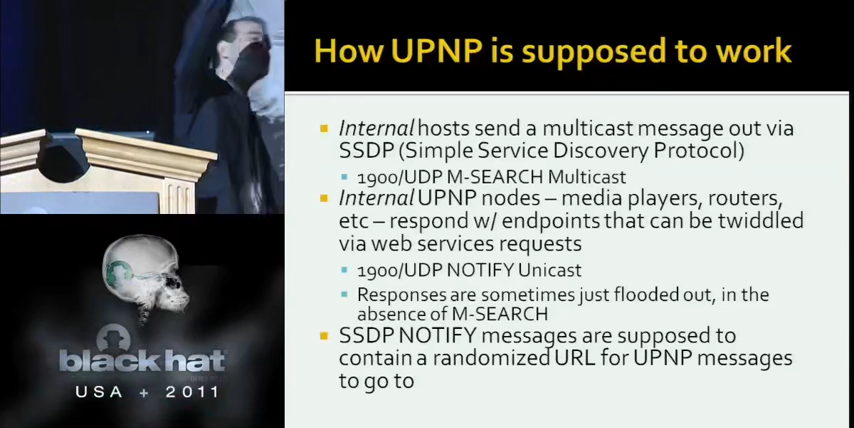 How UPNP is supposed to work
Internal hosts send a multicast message out via
SSDP (Simple Service Discovery Protocol)
1900/UDP M-SEARCH Multicast
Internal UPNP nodes – media players, routers,
etc – respond w/ endpoints that can be twiddled
via web services requests
1900/UDP NOTIFY Unicast
Responses are sometimes just flooded out, in the
absence of M-SEARCH
SSDP NOTIFY messages are supposed to
contain a randomized URL for UPNP messages
to go to
black hat
USA + 2011